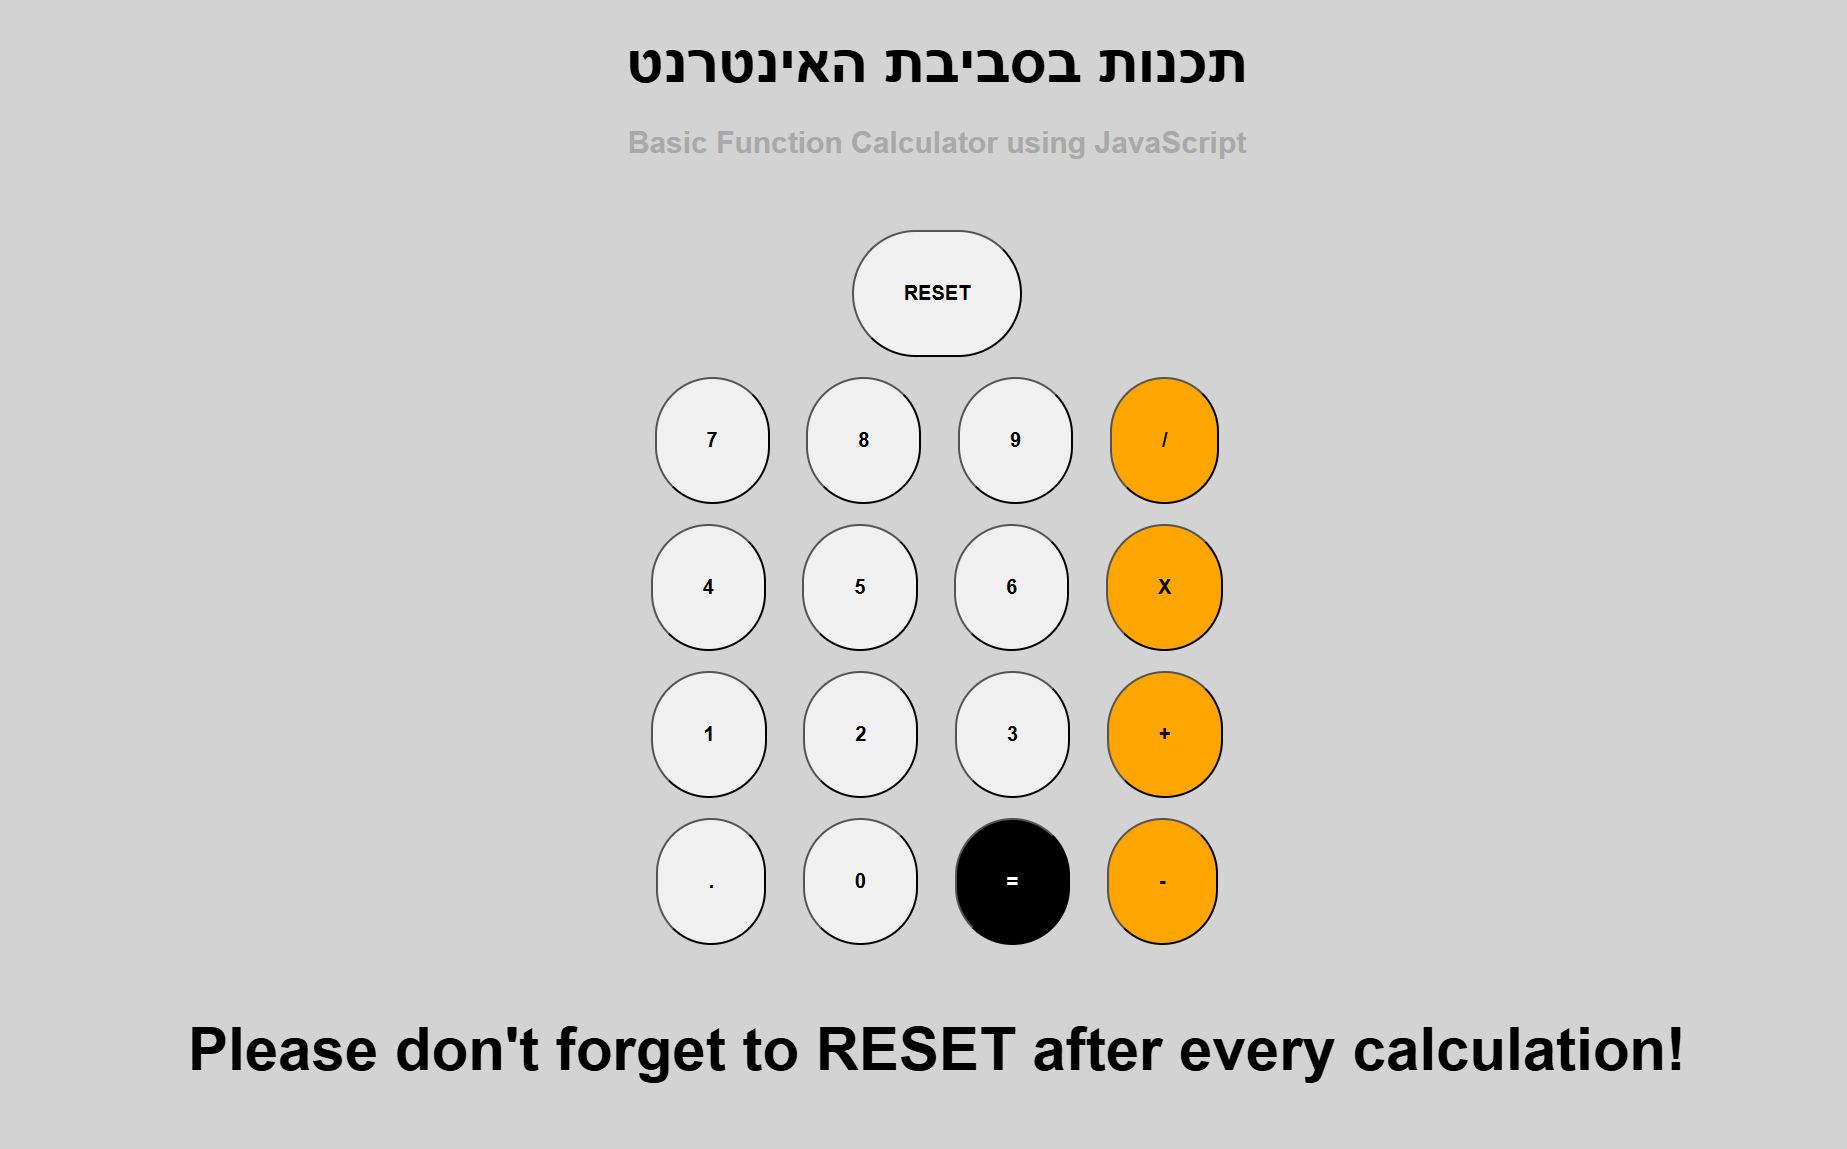 תכנות בסביבת האינטרנט
Basic Function Calculator using JavaScript
RESET
7 8 9 /
4 5 6 X
1 2 3 +
. 0 = -
Please don't forget to RESET after every calculation!